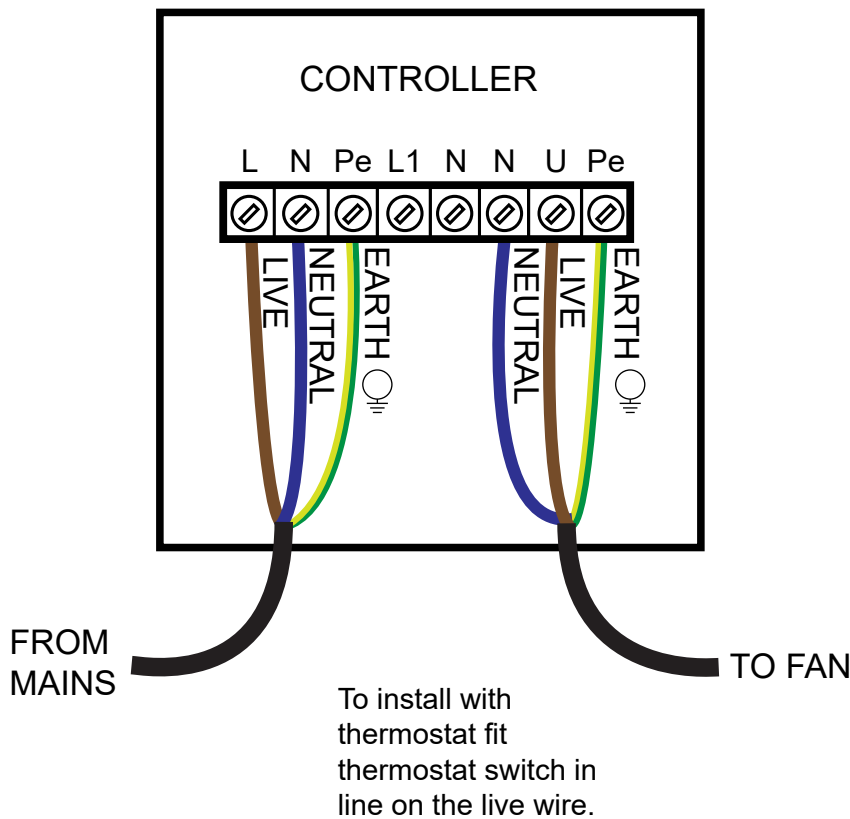 CONTROLLER
L N Pe L1 N N U Pe
LIVE
NEUTRAL
EARTH
NEUTRAL
LIVE
EARTH
FROM
MAINS
TO FAN
To install with
thermostat fit
thermostat switch in
line on the live wire.